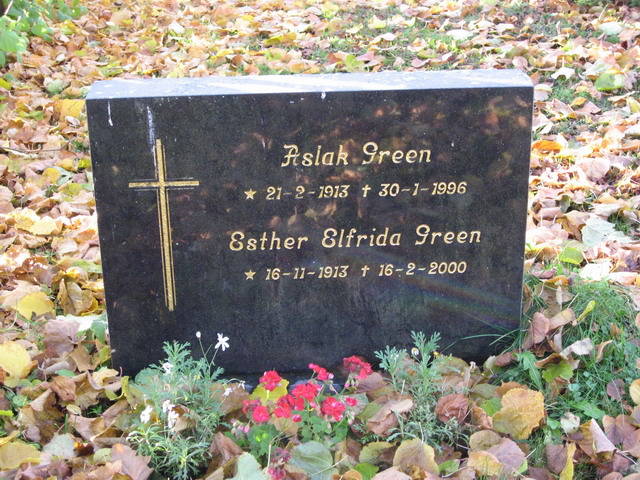 Aslak Green
★ 21-2-1913 ✝ 30-1-1996
Esther Elfrida Green
★ 16-11-1913 ✝ 16-2-2000